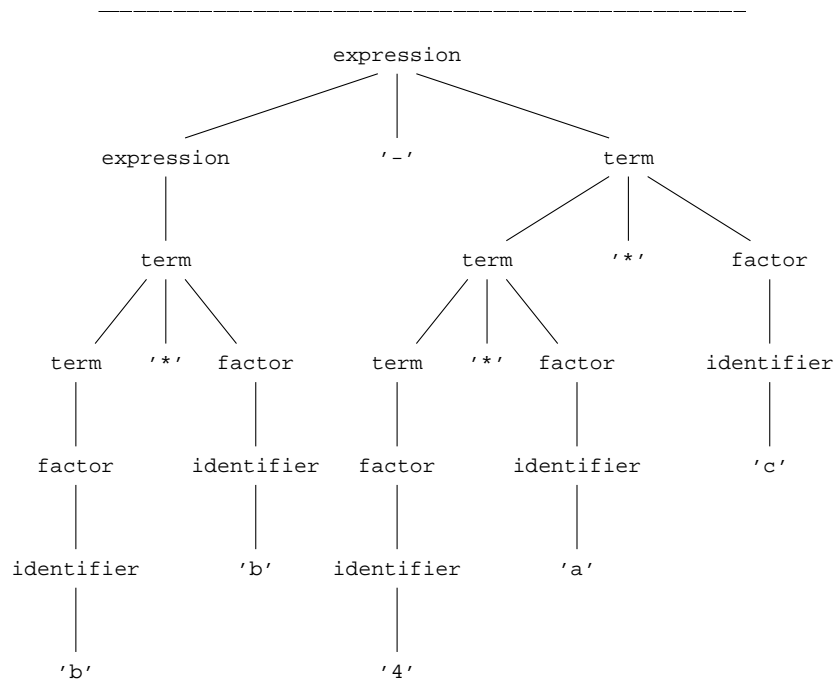 expression
expression '-' term
term term '*' factor
term '*' factor term '*' factor identifier
factor identifier factor identifier 'c'
identifier 'b' identifier 'a'
'b' '4'